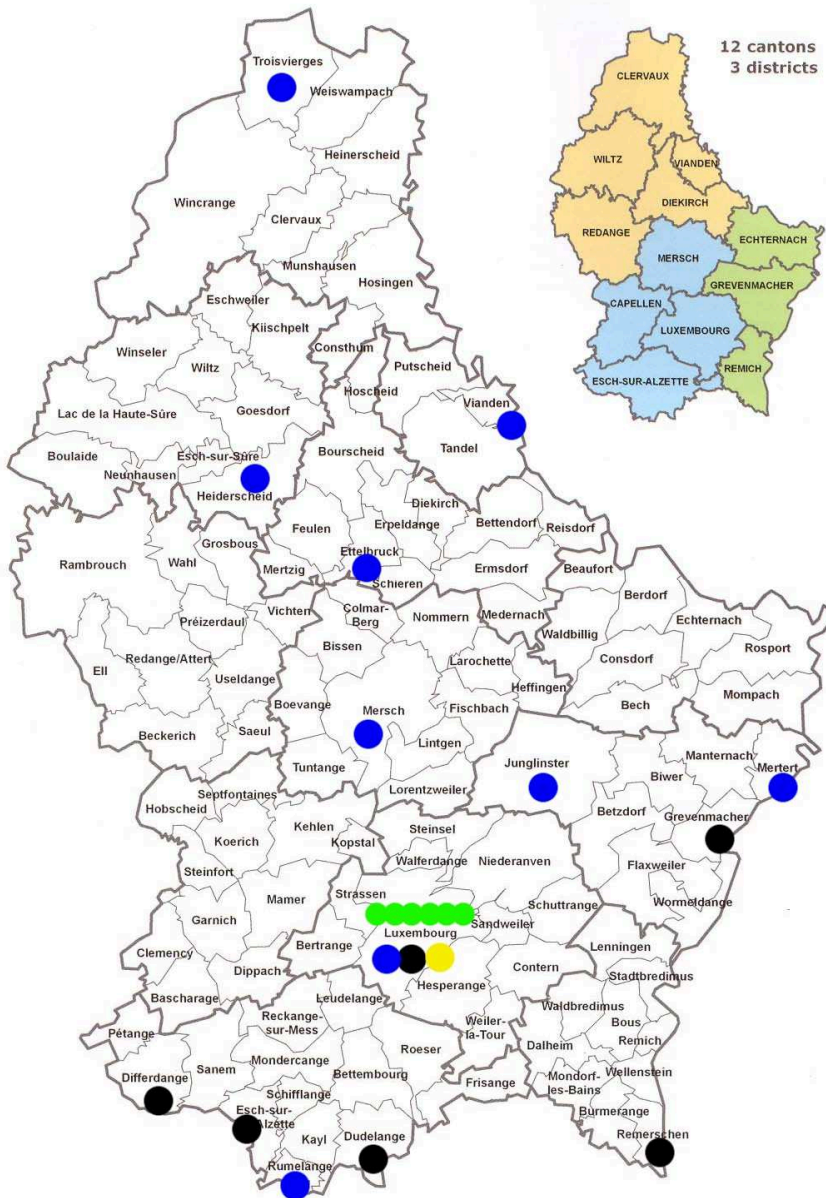 12 cantons
3 districts
CLERVAUX
WILTZ
VIANDEN
DIEKIRCH
REDANGE
MERSCH
ECHTERNACH
GREVENMACHER
CAPELLEN
LUXEMBOURG
REMICH
ESCH-SUR-ALZETTE
Troisvierges
Weiswampach
Heinerscheid
Wincrange
Clervaux
Munshausen
Hosingen
Eschweiler
Kiischpelt
Consthum
Putscheid
Winseler
Wiltz
Hoscheid
Vianden
Lac de la Haute-Sûre
Goesdorf
Tandel
Boulaide
Esch-sur-Sûre
Bourscheid
Neunhausen
Heiderscheid
Diekirch
Feulen
Erpeldange
Bettendorf
Reisdorf
Grosbous
Rambrouch
Wahl
Ettelbruck
Mertzig
Schieren
Ermsdorf
Beaufort
Berdorf
Vichten
Colmar-
Berg
Nommern
Medernach
Préizerdaul
Waldbillig
Echternach
Bissen
Rosport
Ell
Redange/Attert
Larochette
Consdorf
Useldange
Heffingen
Mompach
Boevange
Mersch
Fischbach
Bech
Beckerich
Saeul
Lintgen
Tuntange
Junglinster
Manternach
Mertert
Biwer
Lorentzweiler
Septfontaines
Hobscheid
Betzdorf
Grevenmacher
Kehlen
Steinsel
Koerich
Kopstal
Walferdange
Niederanven
Steinfort
Flaxweiler
Strassen
Mamer
Schuttrange
Wormeldange
Garnich
Sandweiler
Luxembourg
Bertrange
Clemency
Lenningen
Dippach
Contern
Stadtbredimus
Hesperange
Bascharage
Leudelange
Waldbredimus
Reckange-
sur-Mess
Weiler-
la-Tour
Bous
Pétange
Dalheim
Remich
Roeser
Sanem
Mondercange
Bettembourg
Differdange
Wellenstein
Mondorf-
les-Bains
Frisange
Schifflange
Burmerange
Esch-sur-
Alzette
Kayl
Dudelange
Remerschen
Rumelange